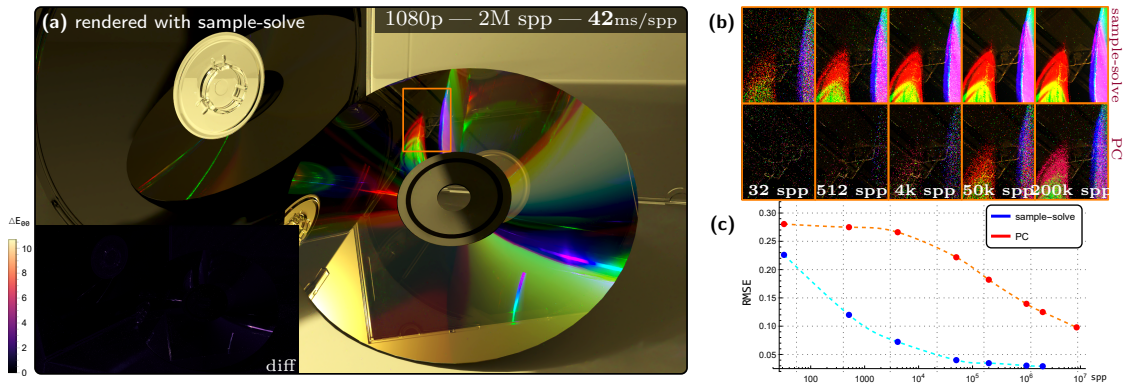 (a) rendered with sample-solve
1080p — 2M spp — 42ms/spp
ΔE₀₀
10
8
6
4
2
0
diff
(b)
sample-solve
PC
32 spp
512 spp
4k spp
50k spp
200k spp
(c)
sample-solve
PC
RMSE
0.30
0.25
0.20
0.15
0.10
0.05
100
1000
10⁴
10⁵
10⁶
10⁷
spp